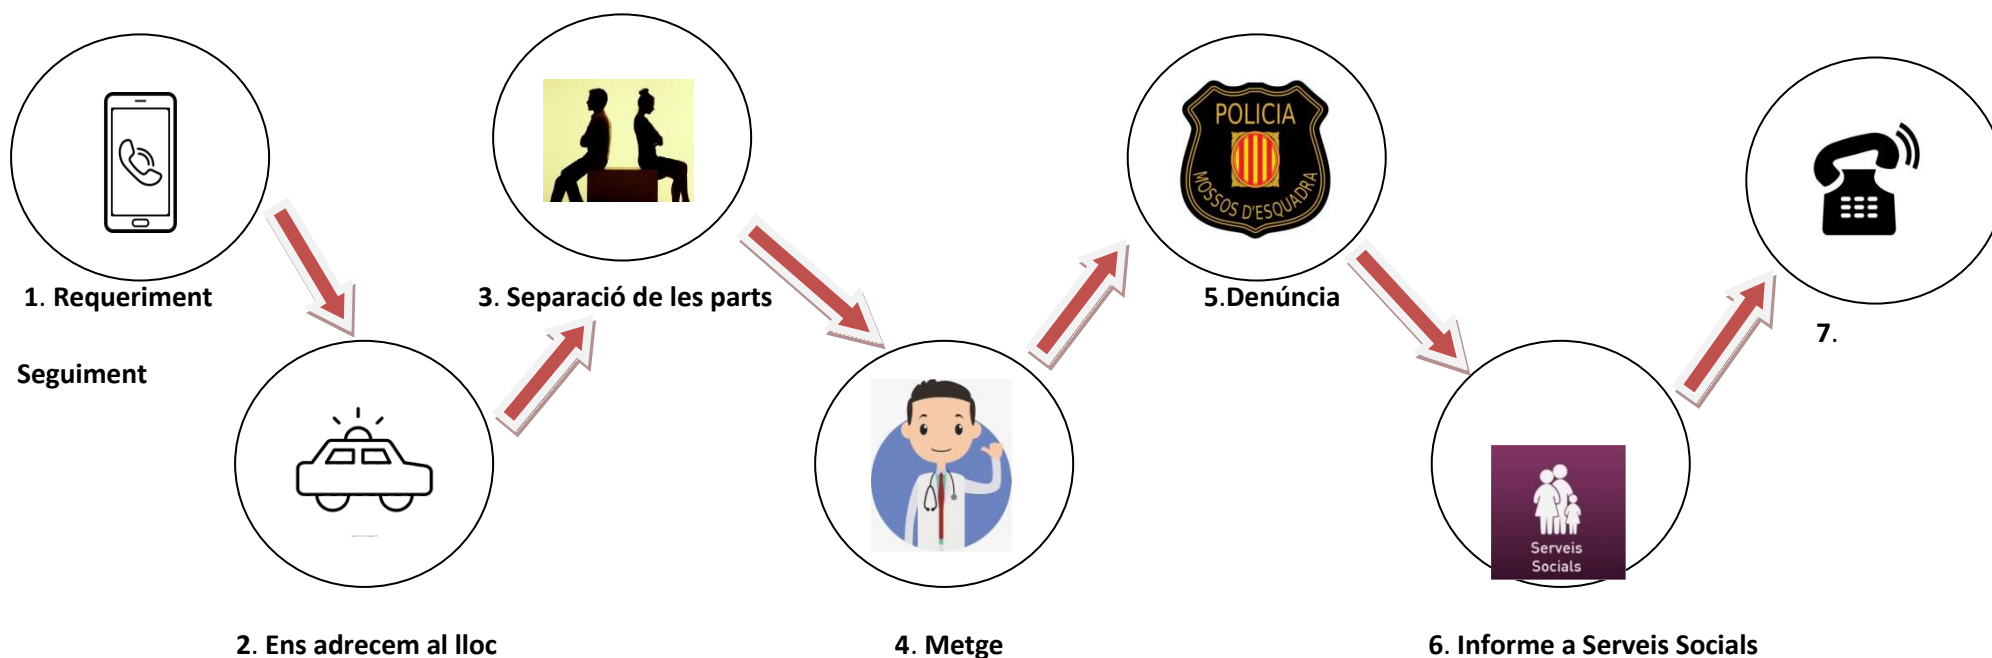 POLICIA
MOSSOS D'ESQUADRA
1. Requeriment
3. Separació de les parts
5.Denúncia
7.
Seguiment
Serveis
Socials
2. Ens adrecem al lloc
4. Metge
6. Informe a Serveis Socials